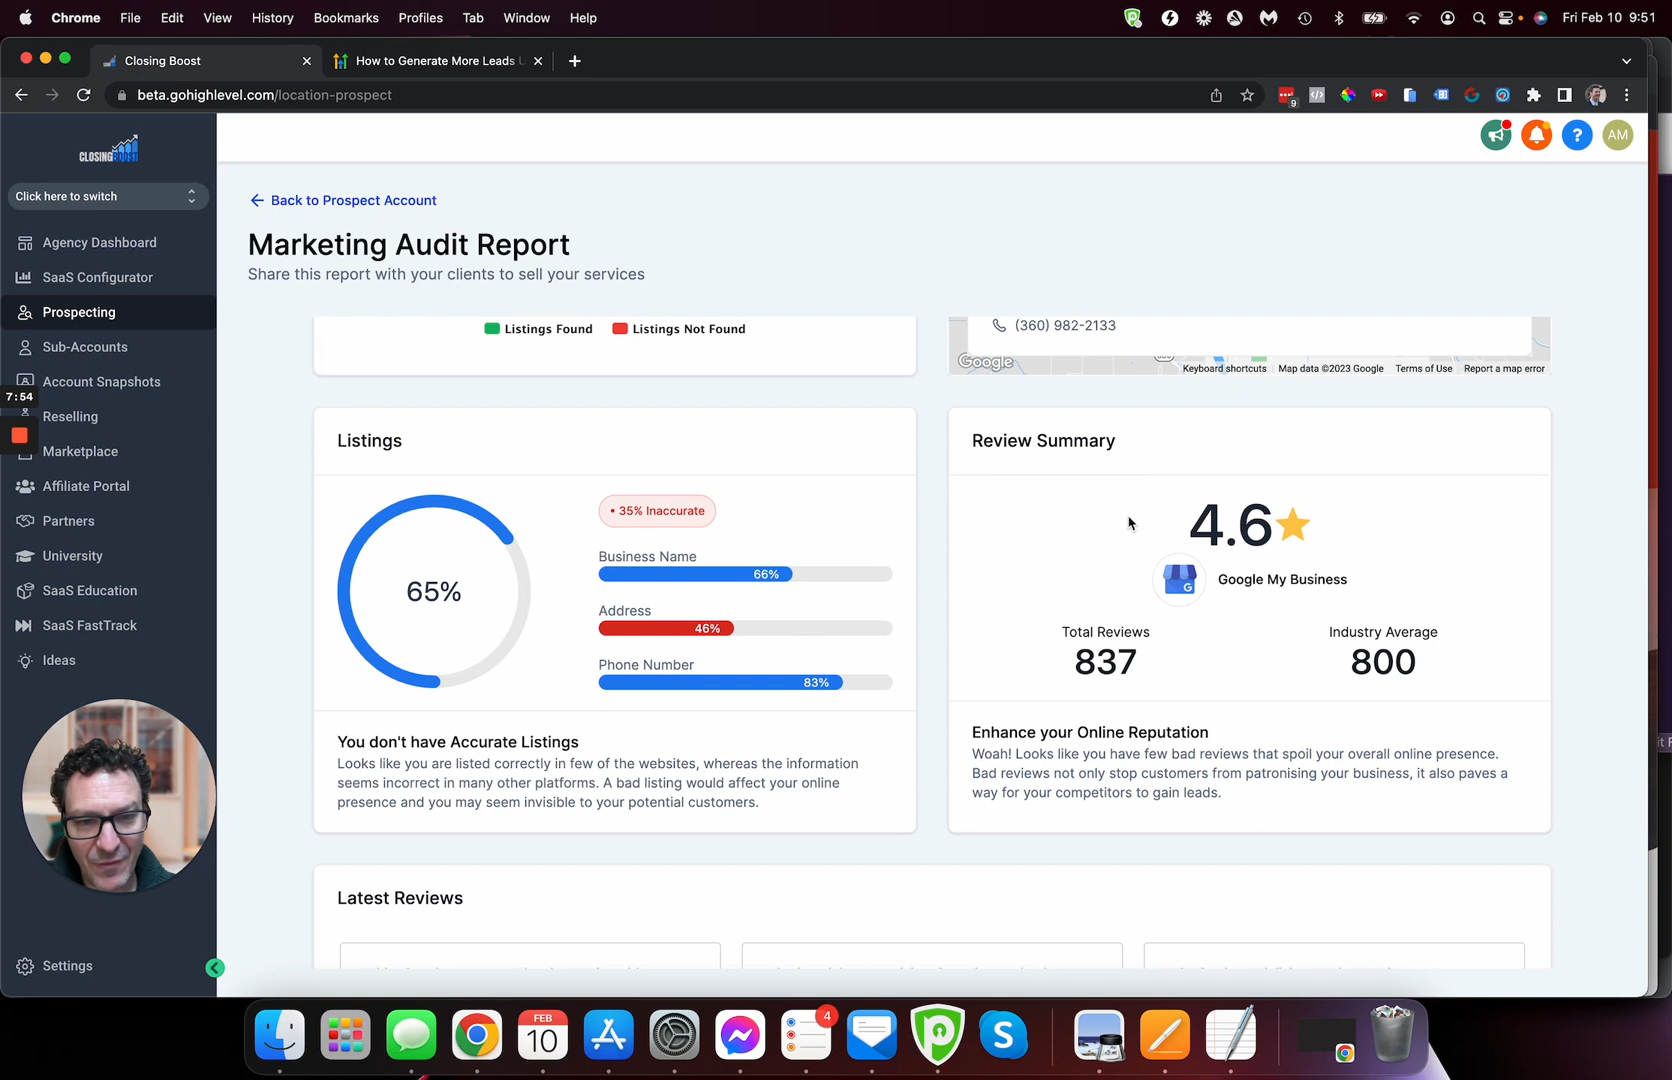 Chrome File Edit View History Bookmarks Profiles Tab Window Help
Fri Feb 10 9:51
Closing Boost
How to Generate More Leads
beta.gohighlevel.com/location-prospect
9
CLOSINGBOOST
AM
Click here to switch
Agency Dashboard
SaaS Configurator
Prospecting
Sub-Accounts
Account Snapshots
7:54
Reselling
Marketplace
Affiliate Portal
Partners
University
SaaS Education
SaaS FastTrack
Ideas
Settings
Back to Prospect Account
Marketing Audit Report
Share this report with your clients to sell your services
Listings Found Listings Not Found
(360) 982-2133
Google
Keyboard shortcuts Map data ©2023 Google Terms of Use Report a map error
Listings
65%
• 35% Inaccurate
Business Name
66%
Address
46%
Phone Number
83%
You don't have Accurate Listings
Looks like you are listed correctly in few of the websites, whereas the information
seems incorrect in many other platforms. A bad listing would affect your online
presence and you may seem invisible to your potential customers.
Review Summary
4.6
Google My Business
Total Reviews
837
Industry Average
800
Enhance your Online Reputation
Woah! Looks like you have few bad reviews that spoil your overall online presence.
Bad reviews not only stop customers from patronising your business, it also paves a
way for your competitors to gain leads.
Latest Reviews
FEB
10
4